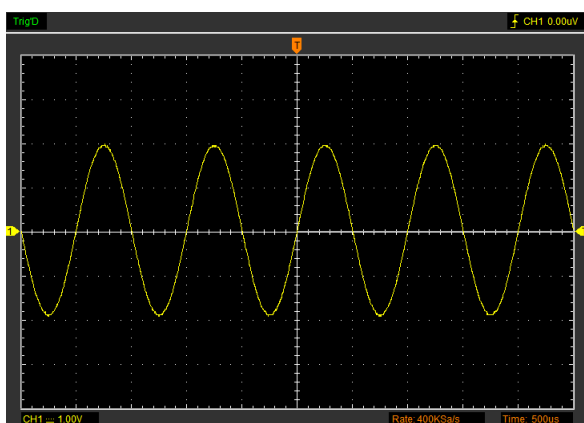 Trig'D
CH1 0.00uV
T
1
CH1 1.00V
Rate: 400KSa/s
Time: 500us